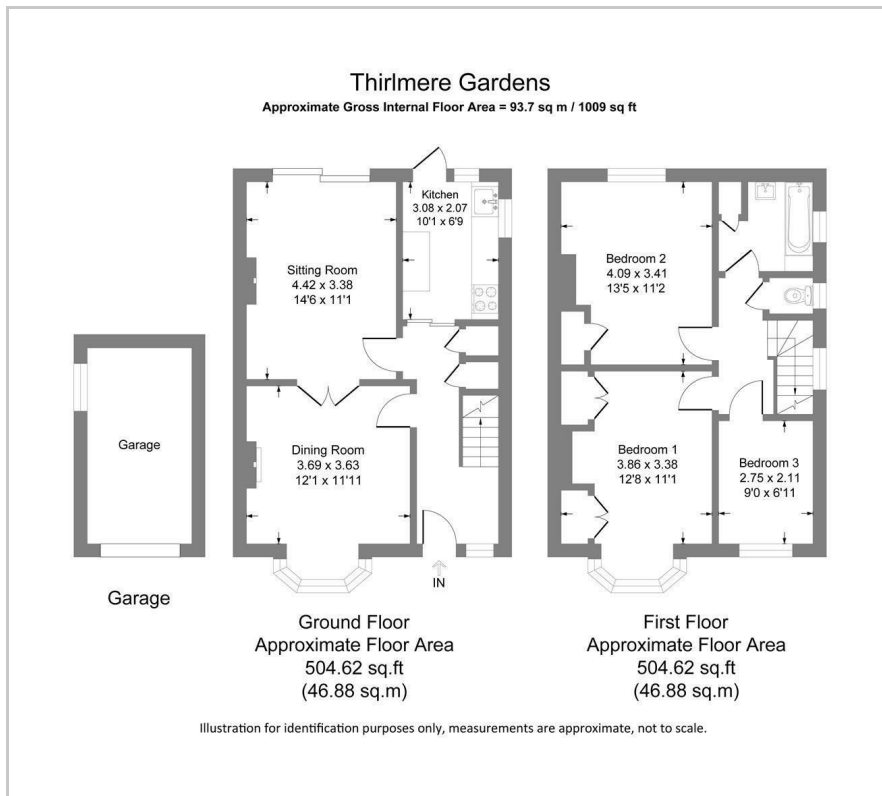 Thirlmere Gardens
Approximate Gross Internal Floor Area = 93.7 sq m / 1009 sq ft
Kitchen
3.08 x 2.07
10'1 x 6'9
Sitting Room
4.42 x 3.38
14'6 x 11'1
Dining Room
3.69 x 3.63
12'1 x 11'11
IN
Garage
Garage
Bedroom 2
4.09 x 3.41
13'5 x 11'2
Bedroom 1
3.86 x 3.38
12'8 x 11'1
Bedroom 3
2.75 x 2.11
9'0 x 6'11
Ground Floor
Approximate Floor Area
504.62 sq.ft
(46.88 sq.m)
First Floor
Approximate Floor Area
504.62 sq.ft
(46.88 sq.m)
Illustration for identification purposes only, measurements are approximate, not to scale.